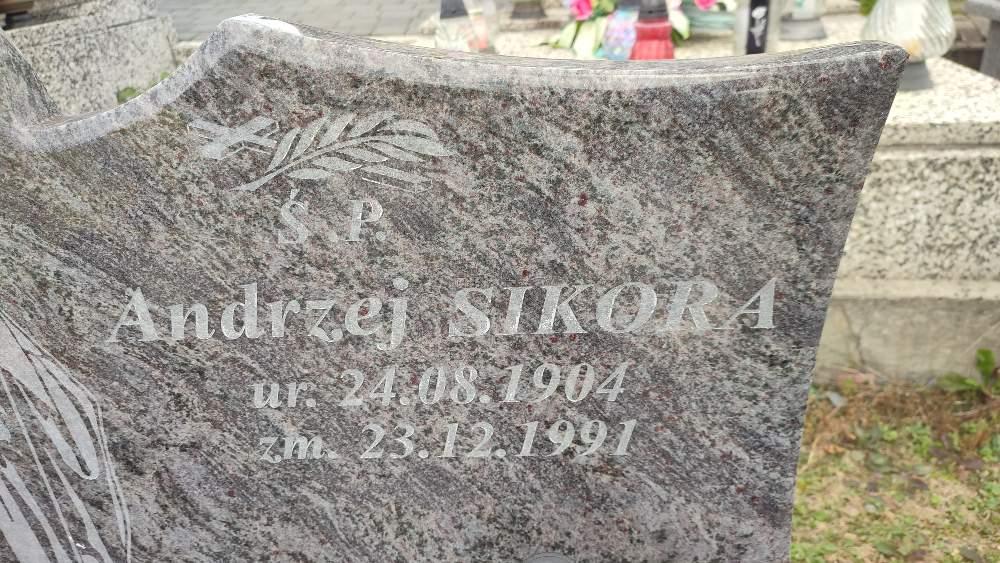 Ś. P.
Andrzej SIKORA
ur. 24.08.1904
zm. 23.12.1991